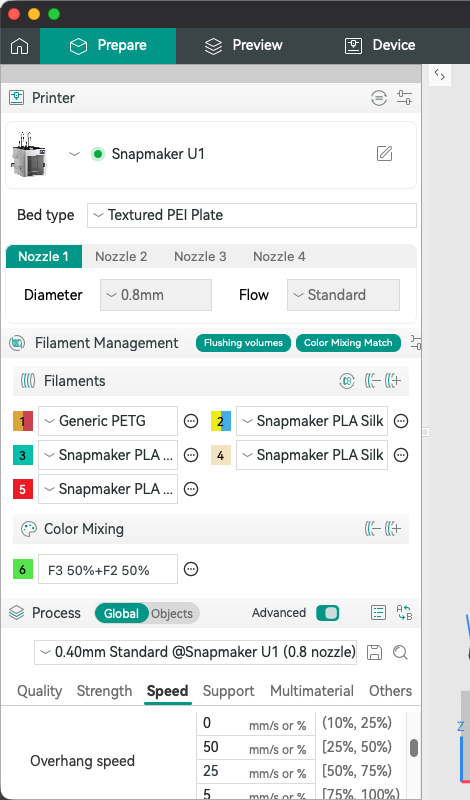 Prepare Preview Device
Printer
Snapmaker U1
Bed type Textured PEI Plate
Nozzle 1 Nozzle 2 Nozzle 3 Nozzle 4
Diameter 0.8mm Flow Standard
Filament Management Flushing volumes Color Mixing Match
Filaments
1 Generic PETG 2 Snapmaker PLA Silk
3 Snapmaker PLA ... 4 Snapmaker PLA Silk
5 Snapmaker PLA ...
Color Mixing
6 F3 50%+F2 50%
Process Global Objects Advanced
0.40mm Standard @Snapmaker U1 (0.8 nozzle)
Quality Strength Speed Support Multimaterial Others
0 mm/s or % (10%, 25%)
50 mm/s or % [25%, 50%)
Overhang speed
25 mm/s or % [50%, 75%)
5 mm/s or % [75%, 100%)
Z